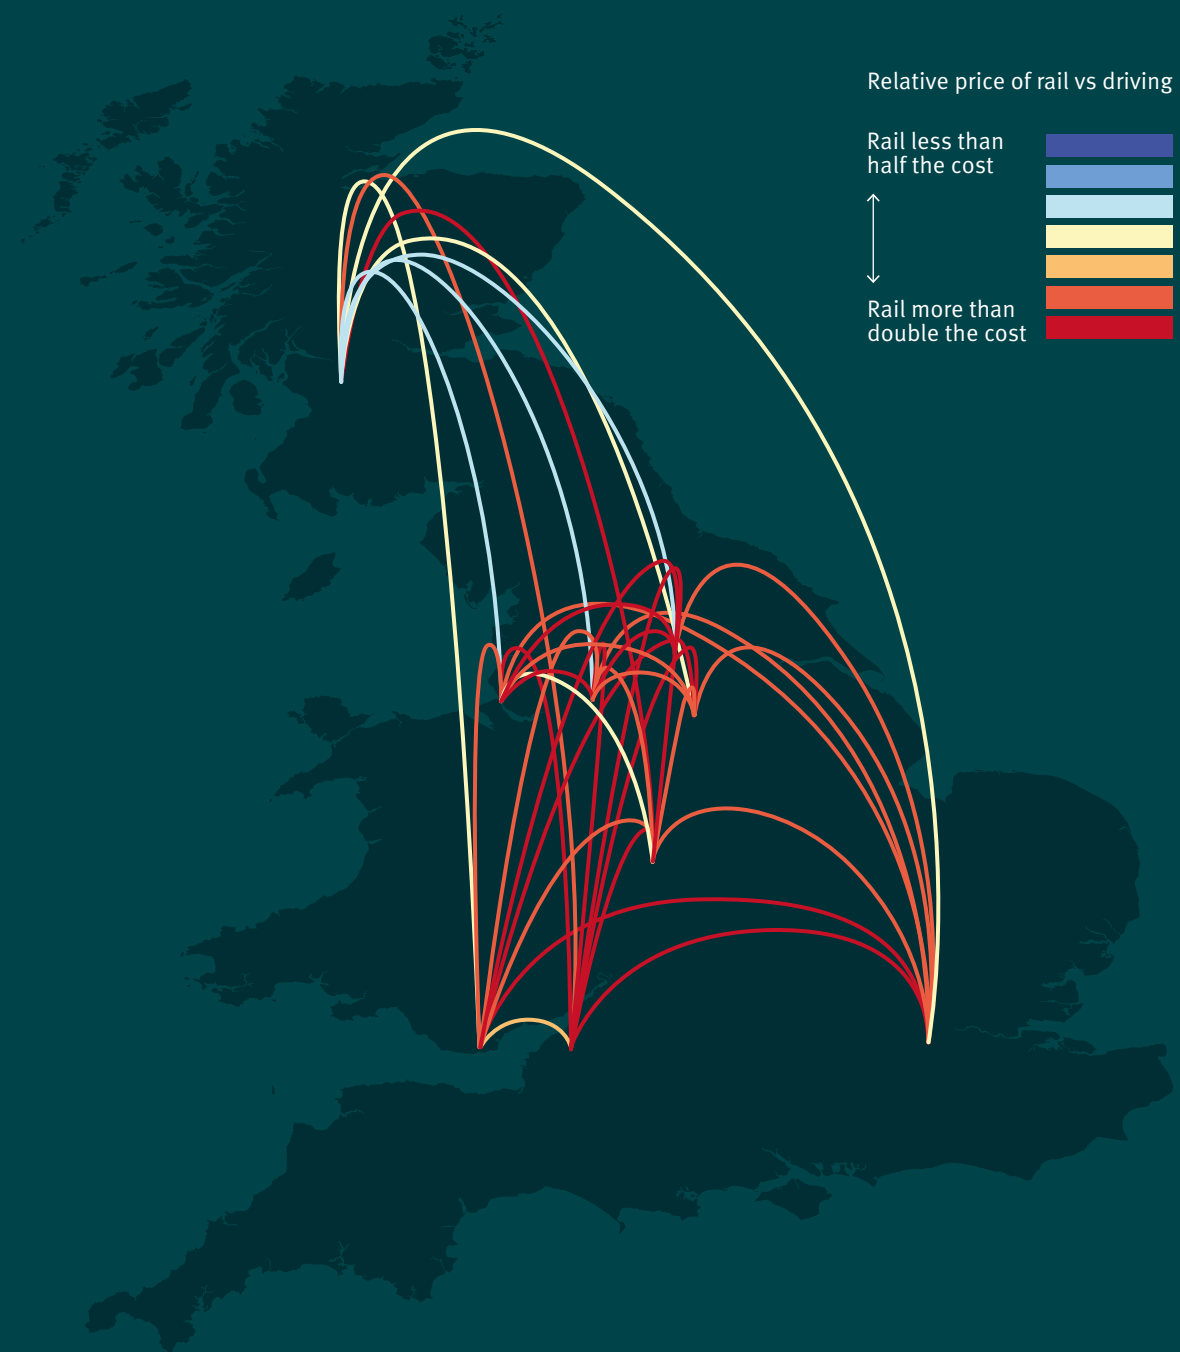 Relative price of rail vs driving
Rail less than
half the cost
Rail more than
double the cost